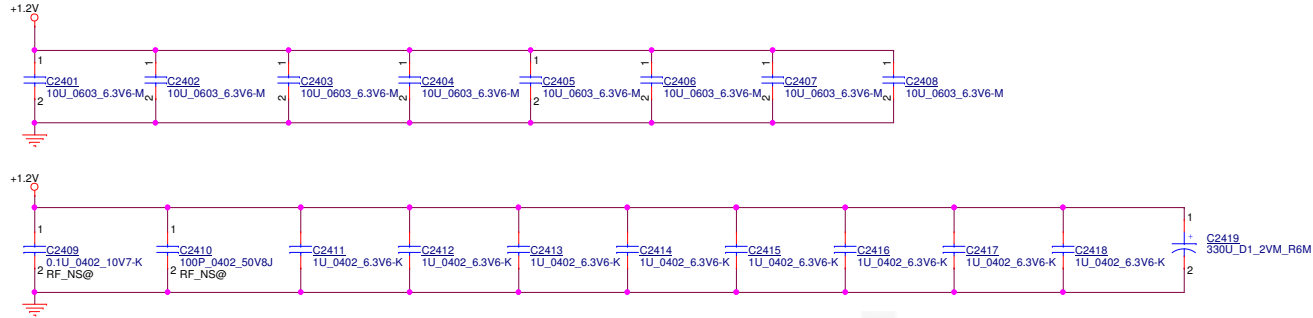 +1.2V
1 1 1 1 1 1 1 1
C2401 C2402 C2403 C2404 C2405 C2406 C2407 C2408
10U_0603_6.3V6-M 10U_0603_6.3V6-M 10U_0603_6.3V6-M 10U_0603_6.3V6-M 10U_0603_6.3V6-M 10U_0603_6.3V6-M 10U_0603_6.3V6-M 10U_0603_6.3V6-M
2 2 2 2 2 2 2 2
+1.2V
1 1 1
C2409 C2410 C2411 C2412 C2413 C2414 C2415 C2416 C2417 C2418 + C2419
0.1U_0402_10V7-K 100P_0402_50V8J 1U_0402_6.3V6-K 1U_0402_6.3V6-K 1U_0402_6.3V6-K 1U_0402_6.3V6-K 1U_0402_6.3V6-K 1U_0402_6.3V6-K 1U_0402_6.3V6-K 1U_0402_6.3V6-K 330U_D1_2VM_R6M
2 RF_NS@ 2 RF_NS@ 2